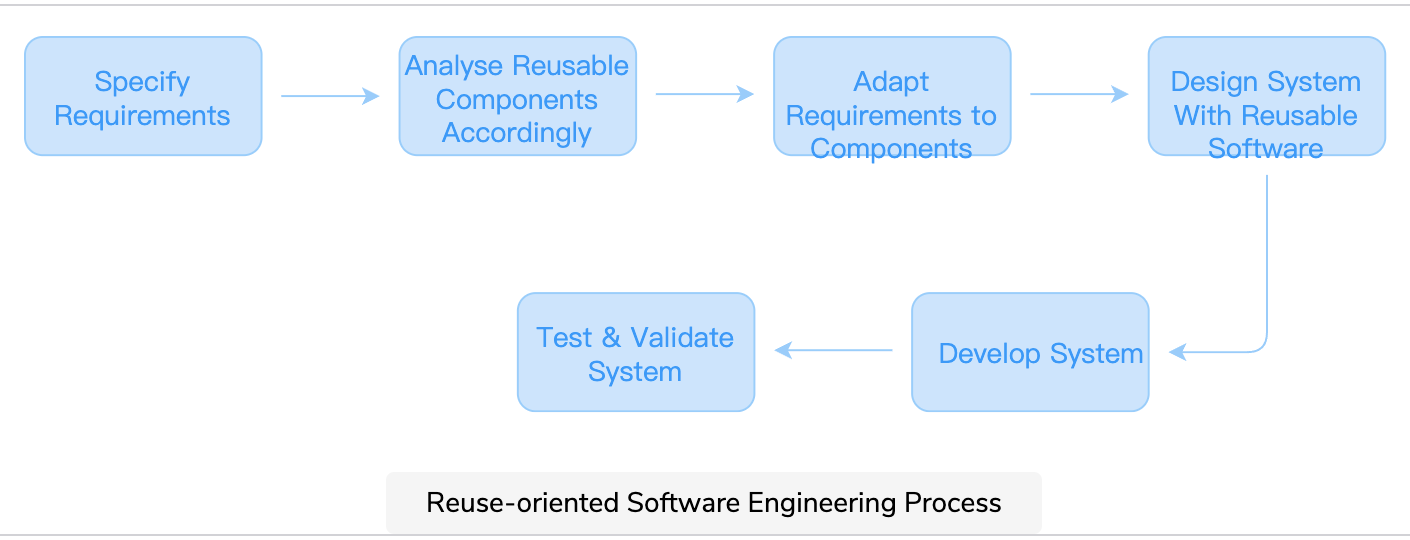 Specify
Requirements
Analyse Reusable
Components
Accordingly
Adapt
Requirements to
Components
Design System
With Reusable
Software
Develop System
Test & Validate
System
Reuse-oriented Software Engineering Process